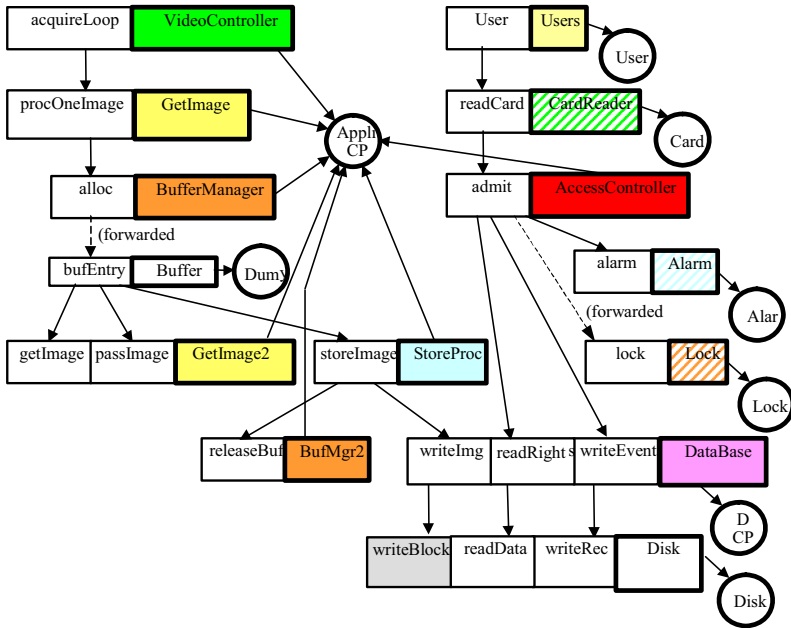 acquireLoop VideoController
User Users
User
procOneImage GetImage
readCard CardReader
Applr
CP
Card
alloc BufferManager
admit AccessController
(forwarded
bufEntry Buffer
Dumy
alarm Alarm
(forwarded
Alar
getImage passImage GetImage2
storeImage StoreProc
lock Lock
Lock
releaseBuf BufMgr2
writeImg readRights writeEvent DataBase
D
CP
writeBlock readData writeRec Disk
Disk